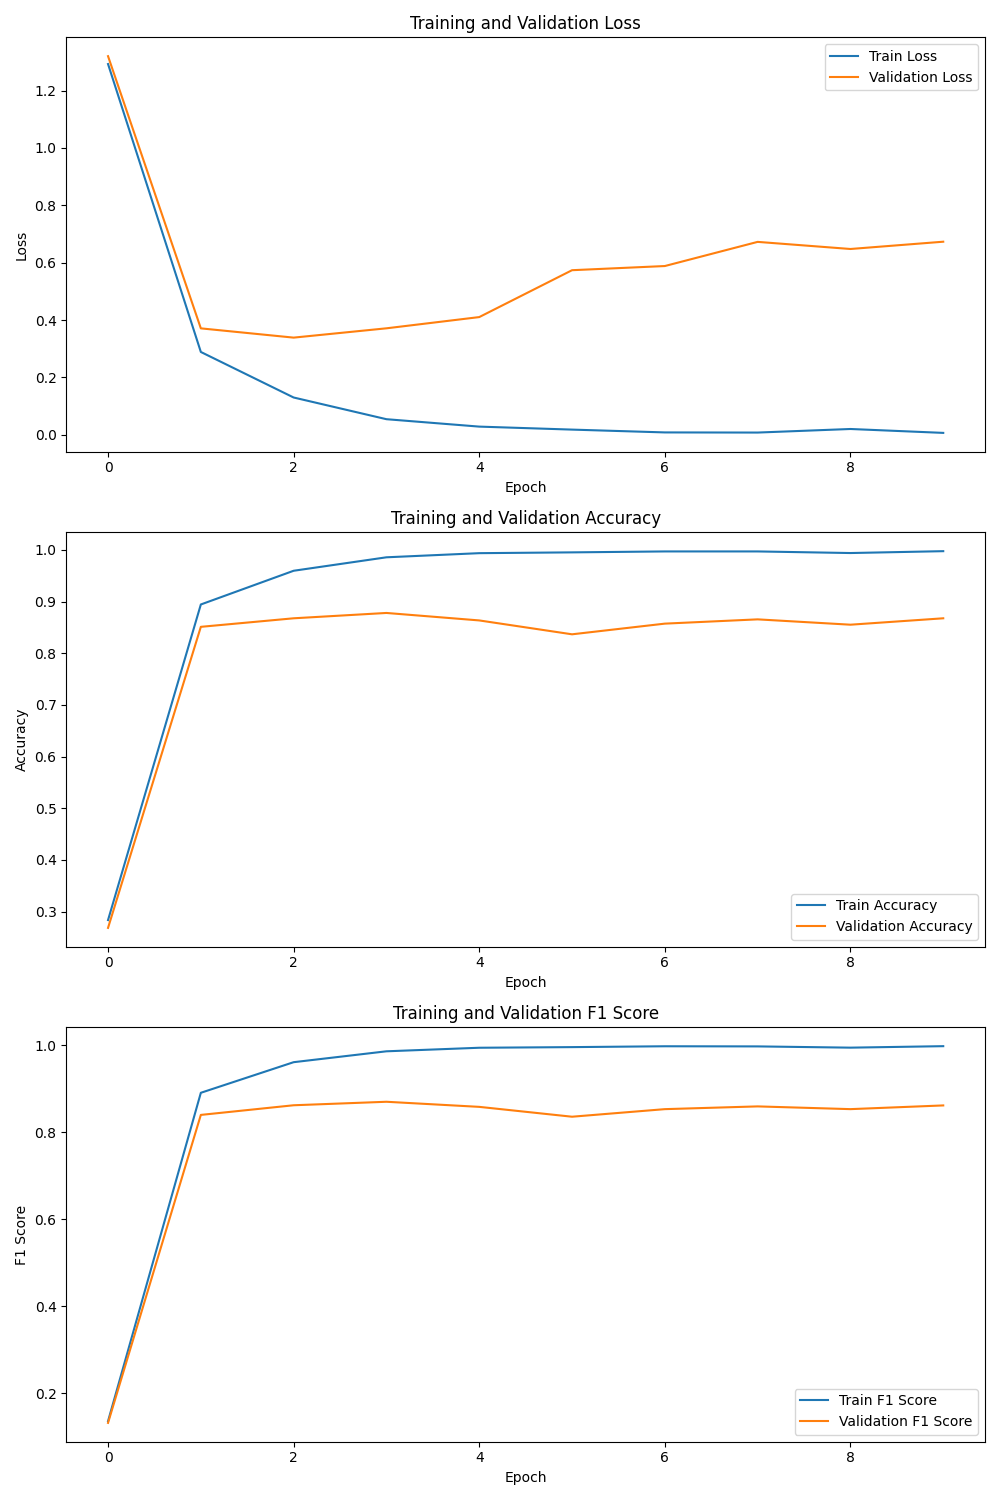 Training and Validation Loss
Train Loss
Validation Loss
1.2
1.0
0.8
0.6
0.4
0.2
0.0
Loss
0 2 4 6 8
Epoch
Training and Validation Accuracy
1.0
0.9
0.8
0.7
0.6
0.5
0.4
0.3
Accuracy
Train Accuracy
Validation Accuracy
0 2 4 6 8
Epoch
Training and Validation F1 Score
1.0
0.8
0.6
0.4
0.2
F1 Score
Train F1 Score
Validation F1 Score
0 2 4 6 8
Epoch